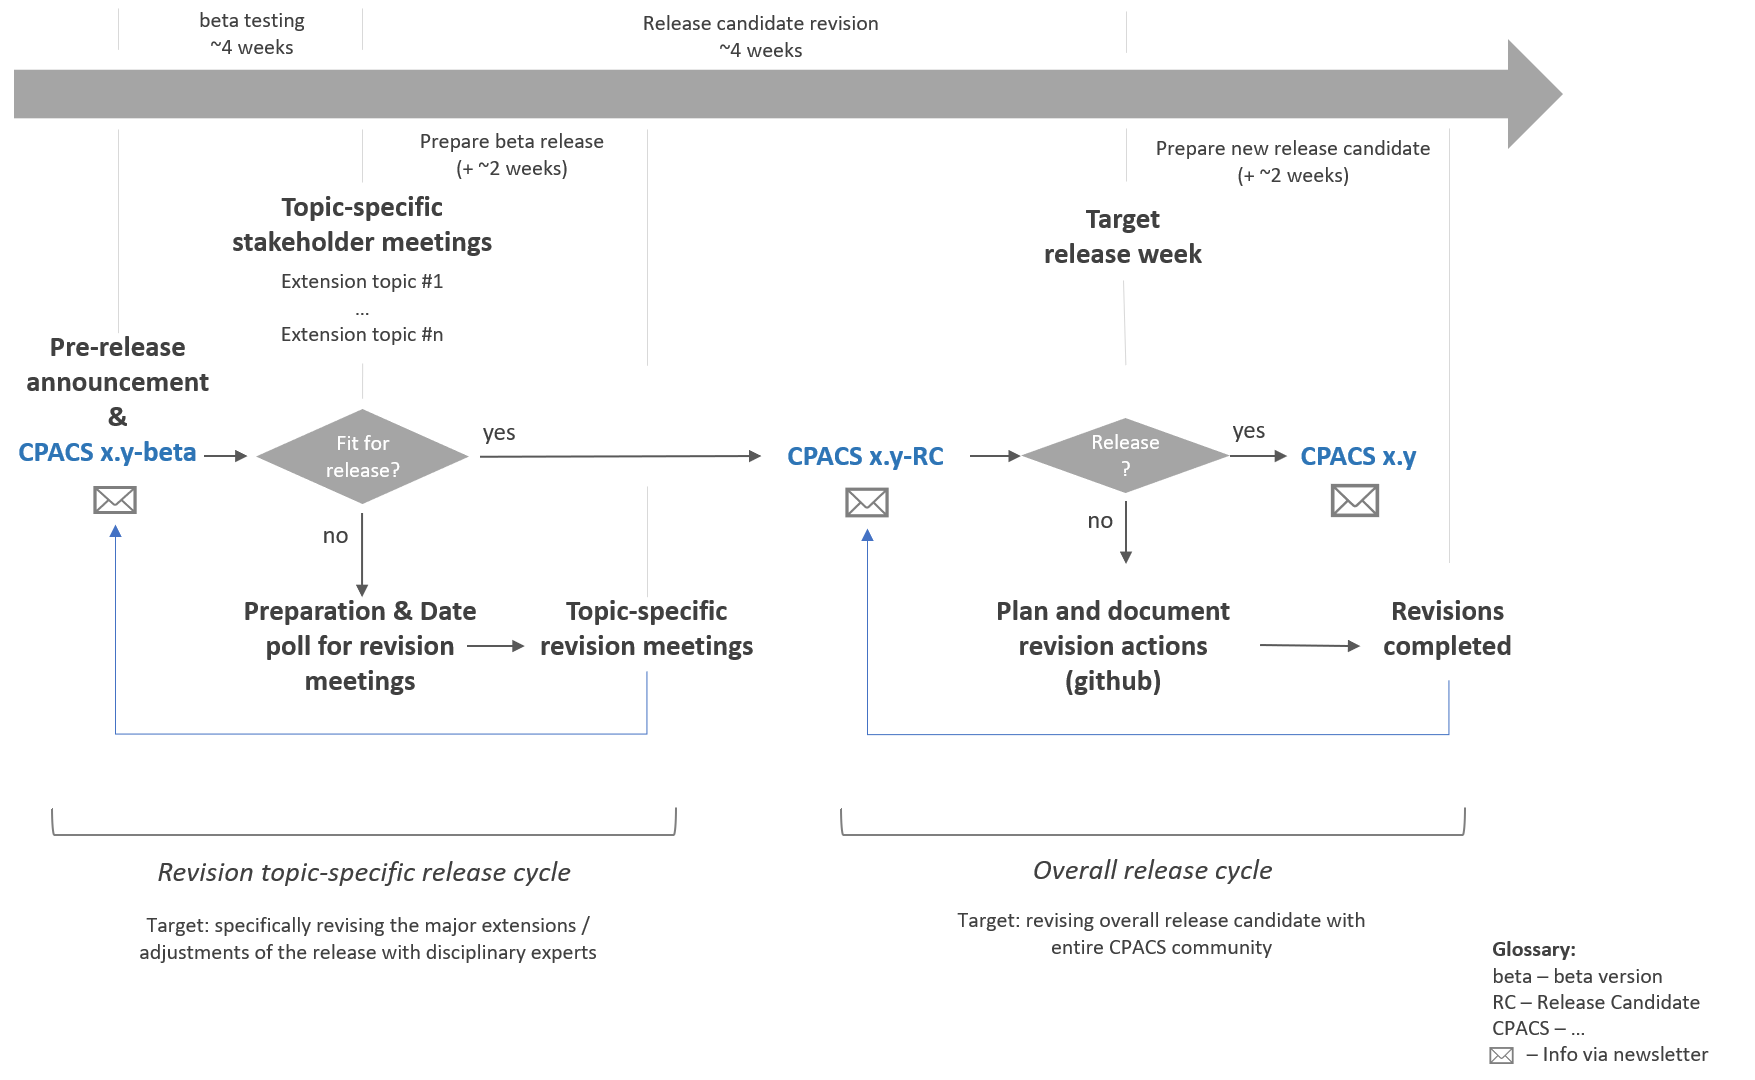 beta testing
~4 weeks
Release candidate revision
~4 weeks
Prepare beta release
(+ ~2 weeks)
Prepare new release candidate
(+ ~2 weeks)
Topic-specific
stakeholder meetings
Extension topic #1
...
Extension topic #n
Target
release week
Pre-release
announcement
&
CPACS x.y-beta
Fit for
release?
yes
no
CPACS x.y-RC
Release
?
yes
no
CPACS x.y
Preparation & Date
poll for revision
meetings
Topic-specific
revision meetings
Plan and document
revision actions
(github)
Revisions
completed
Revision topic-specific release cycle
Target: specifically revising the major extensions /
adjustments of the release with disciplinary experts
Overall release cycle
Target: revising overall release candidate with
entire CPACS community
Glossary:
beta – beta version
RC – Release Candidate
CPACS – ...
– Info via newsletter